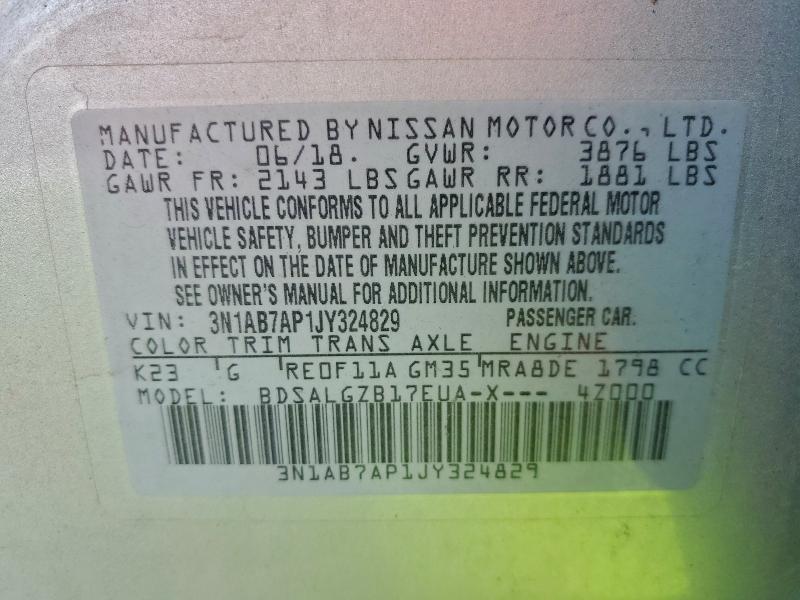 MANUFACTURED BY NISSAN MOTOR CO., LTD.
DATE: 06/18. GVWR: 3876 LBS
GAWR FR: 2143 LBS GAWR RR: 1881 LBS
THIS VEHICLE CONFORMS TO ALL APPLICABLE FEDERAL MOTOR
VEHICLE SAFETY, BUMPER AND THEFT PREVENTION STANDARDS
IN EFFECT ON THE DATE OF MANUFACTURE SHOWN ABOVE.
SEE OWNER'S MANUAL FOR ADDITIONAL INFORMATION.
VIN: 3N1AB7AP1JY324829 PASSENGER CAR.
COLOR TRIM TRANS AXLE ENGINE
K23 G RE0F11A GM35 MRA8DE 1798 CC
MODEL: BDSALGZB17EUA-X--- 4Z000
3N1AB7AP1JY324829